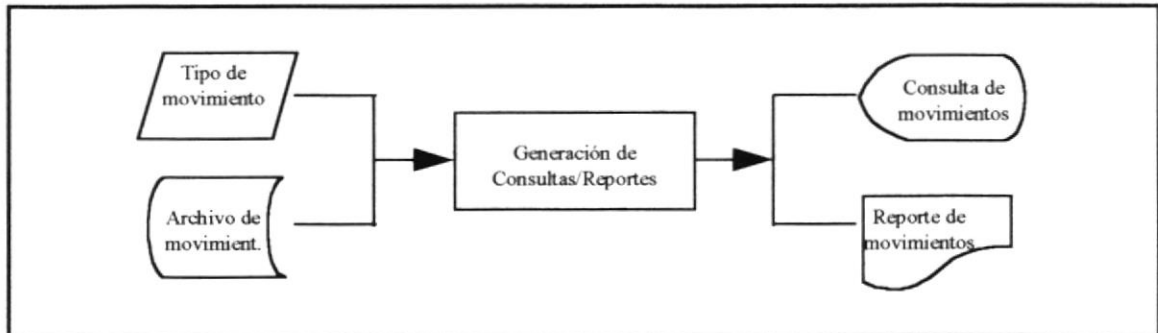 Tipo de
movimiento
Archivo de
movimient.
Generación de
Consultas/Reportes
Consulta de
movimientos
Reporte de
movimientos